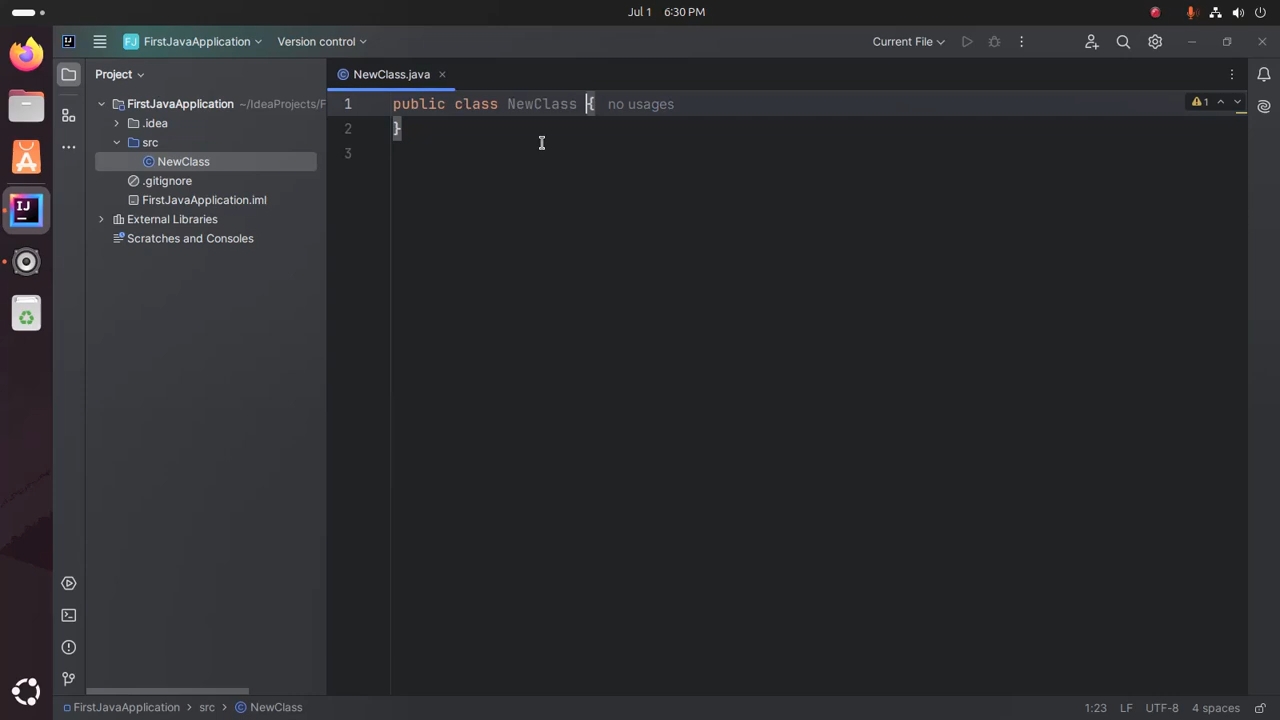 Jul 1 6:30 PM
FJ FirstJavaApplication Version control Current File
Project
NewClass.java
FirstJavaApplication ~/IdeaProjects/F
.idea
src
NewClass
.gitignore
FirstJavaApplication.iml
External Libraries
Scratches and Consoles
1 public class NewClass { no usages
2 }
3
1
IJ
FirstJavaApplication > src > NewClass 1:23 LF UTF-8 4 spaces